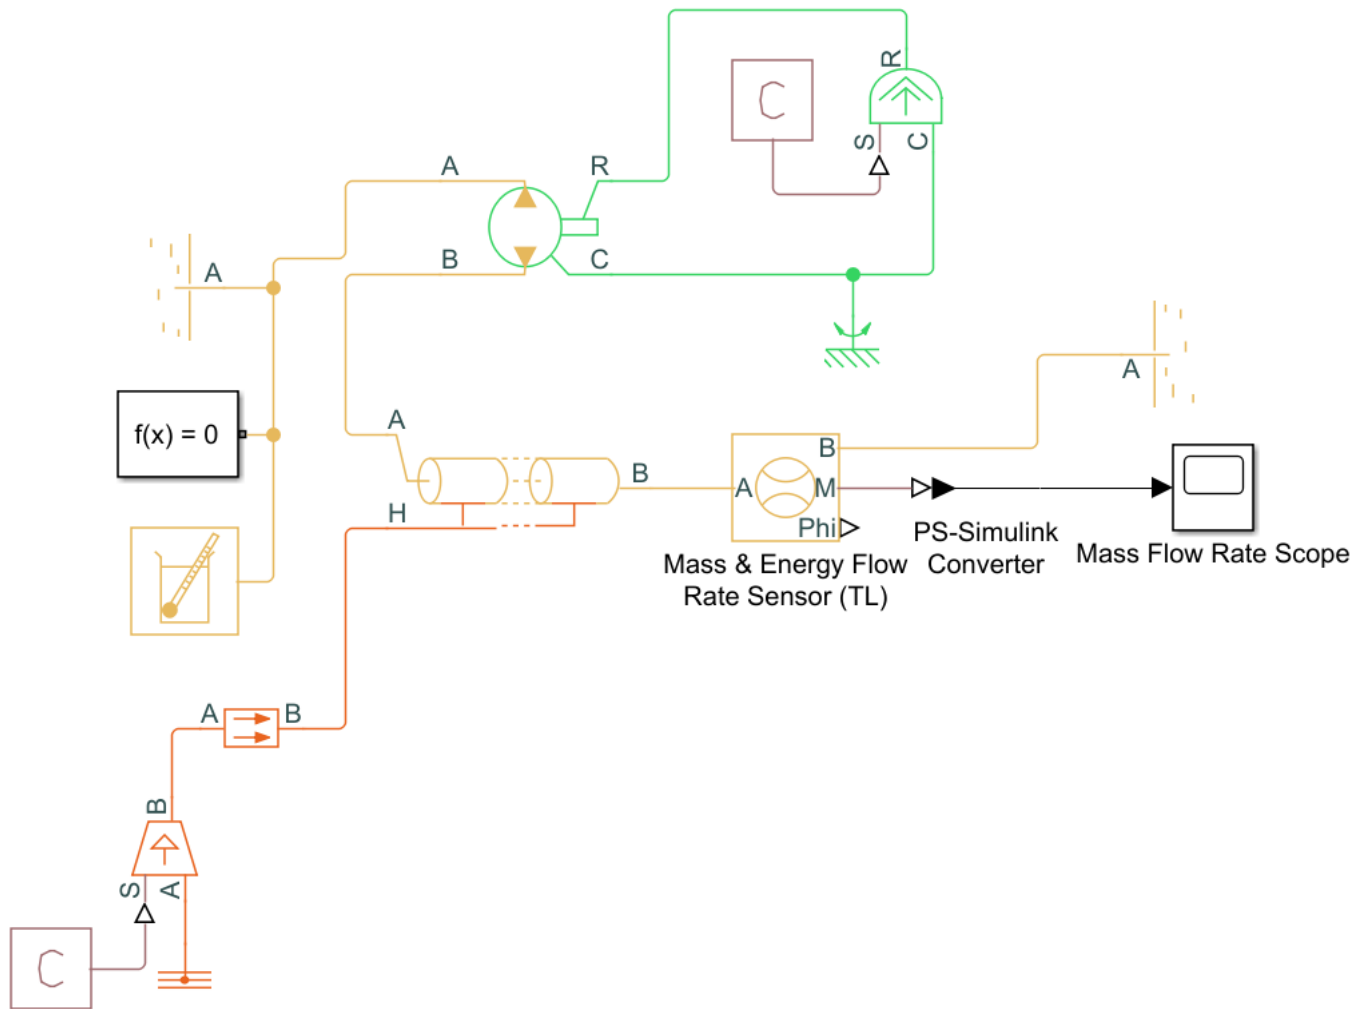 R
C
S
C
A
R
A
B
C
A
A
f(x) = 0
A
B
B
A
M
H
Phi
PS-Simulink
Converter
Mass Flow Rate Scope
Mass & Energy Flow
Rate Sensor (TL)
A
B
B
S
A
C